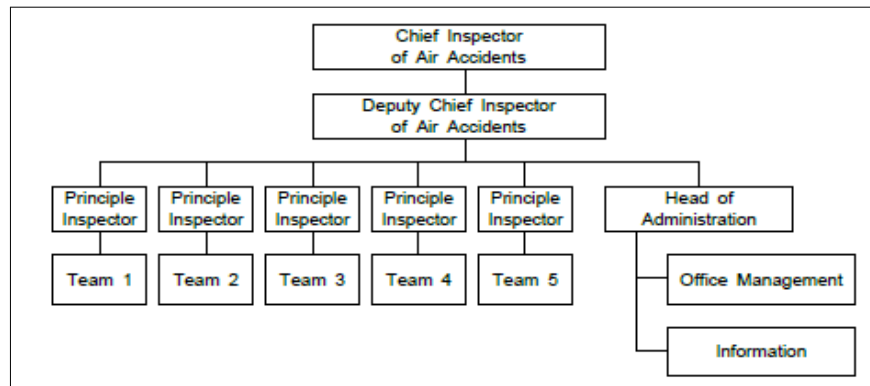 Chief Inspector
of Air Accidents
Deputy Chief Inspector
of Air Accidents
Principle
Inspector
Principle
Inspector
Principle
Inspector
Principle
Inspector
Principle
Inspector
Head of
Administration
Team 1
Team 2
Team 3
Team 4
Team 5
Office Management
Information